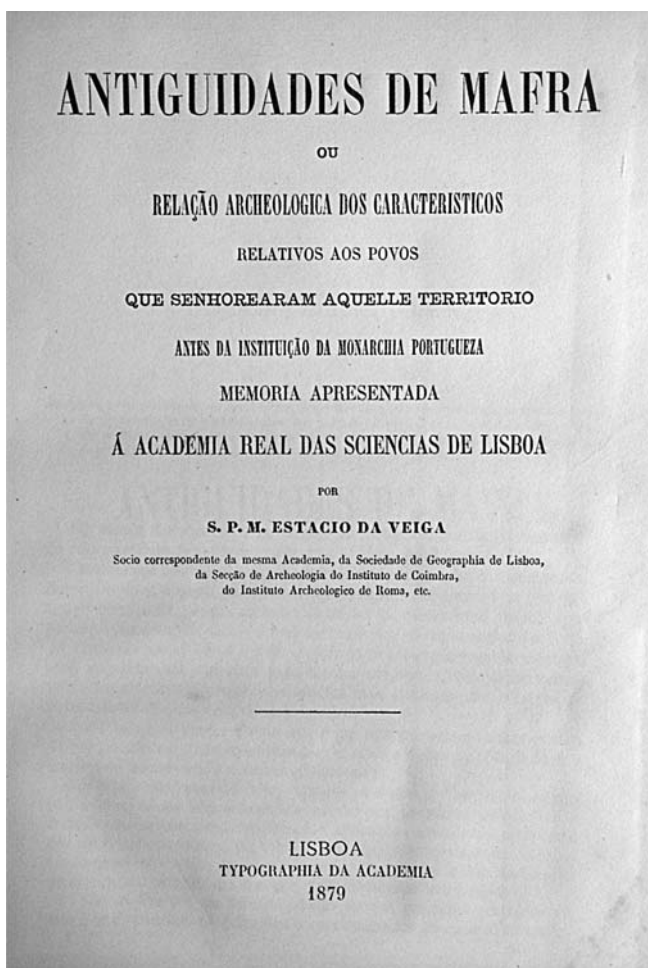 ANTIGUIDADES DE MAFRA
OU
RELAÇÃO ARCHEOLOGICA DOS CARACTERISTICOS
RELATIVOS AOS POVOS
QUE SENHOREARAM AQUELLE TERRITORIO
ANTES DA INSTITUIÇÃO DA MONARCHIA PORTUGUEZA
MEMORIA APRESENTADA
Á ACADEMIA REAL DAS SCIENCIAS DE LISBOA
POR
S. P. M. ESTACIO DA VEIGA
Socio correspondente da mesma Academia, da Sociedade de Geographia de Lisboa,
da Secção de Archeologia do Instituto de Coimbra,
do Instituto Archeologico de Roma, etc.
LISBOA
TYPOGRAPHIA DA ACADEMIA
1879